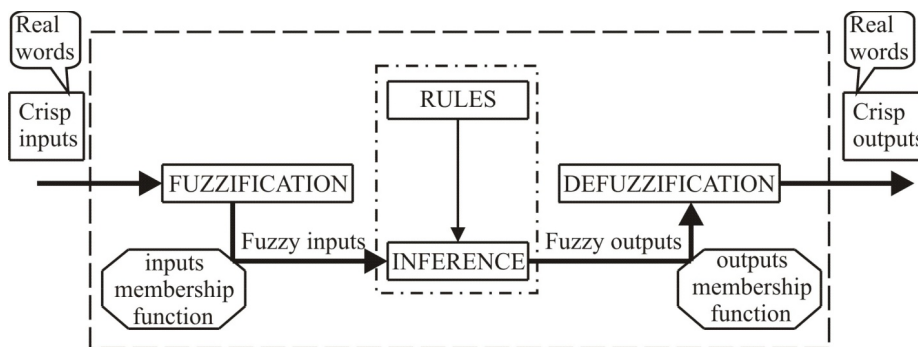 Real
words
Crisp
inputs
RULES
Real
words
Crisp
outputs
FUZZIFICATION
DEFUZZIFICATION
Fuzzy inputs
INFERENCE
Fuzzy outputs
inputs
membership
function
outputs
membership
function